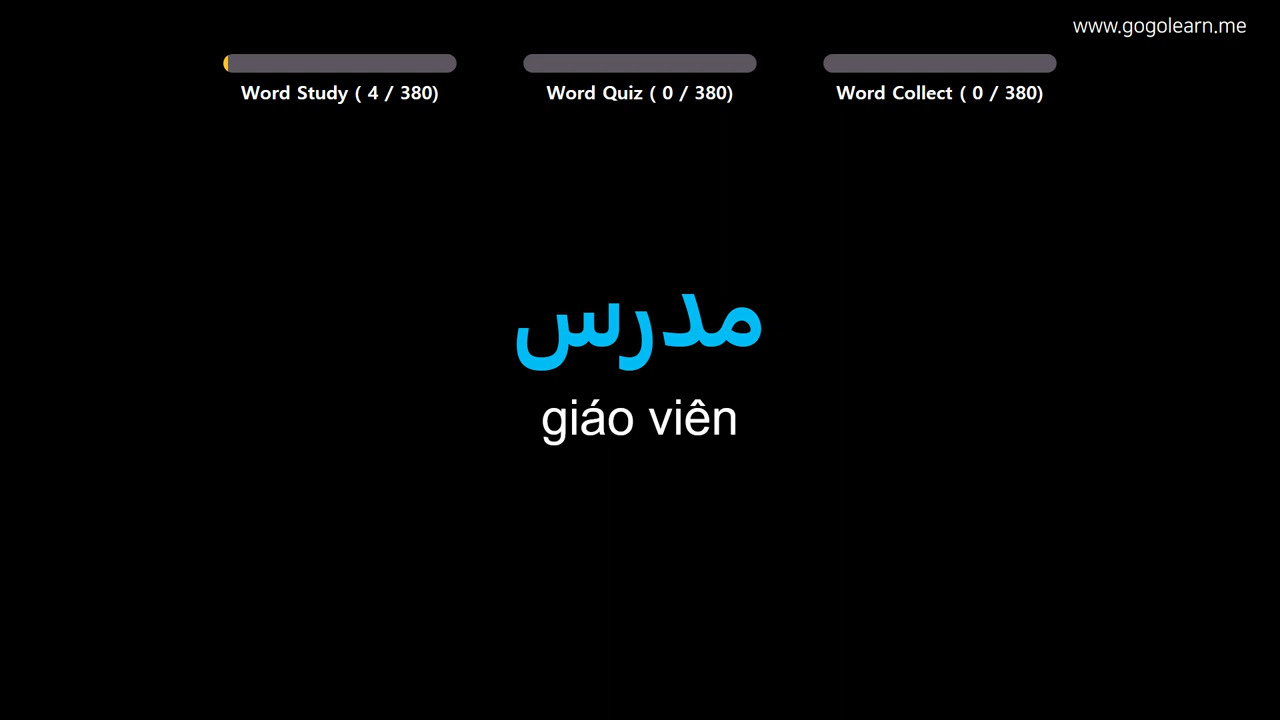 www.gogolearn.me
Word Study ( 4 / 380)
Word Quiz ( 0 / 380)
Word Collect ( 0 / 380)
مدرس
giáo viên